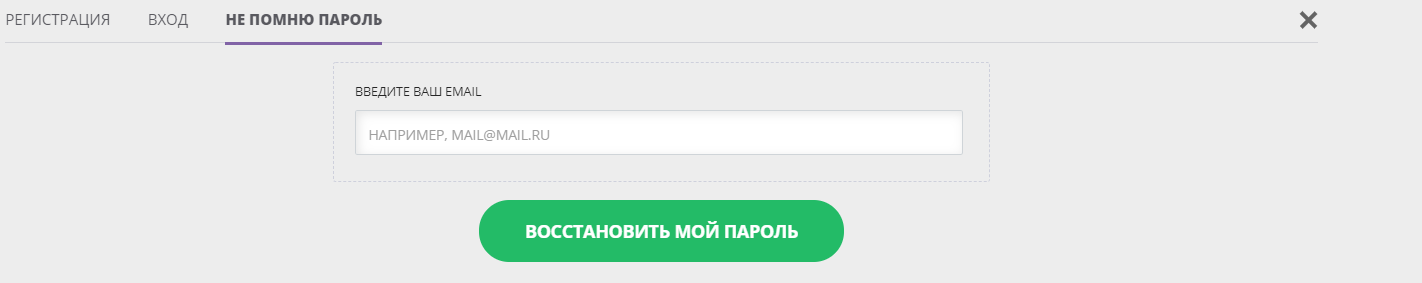 РЕГИСТРАЦИЯ ВХОД НЕ ПОМНЮ ПАРОЛЬ
ВВЕДИТЕ ВАШ EMAIL
НАПРИМЕР, MAIL@MAIL.RU
ВОССТАНОВИТЬ МОЙ ПАРОЛЬ